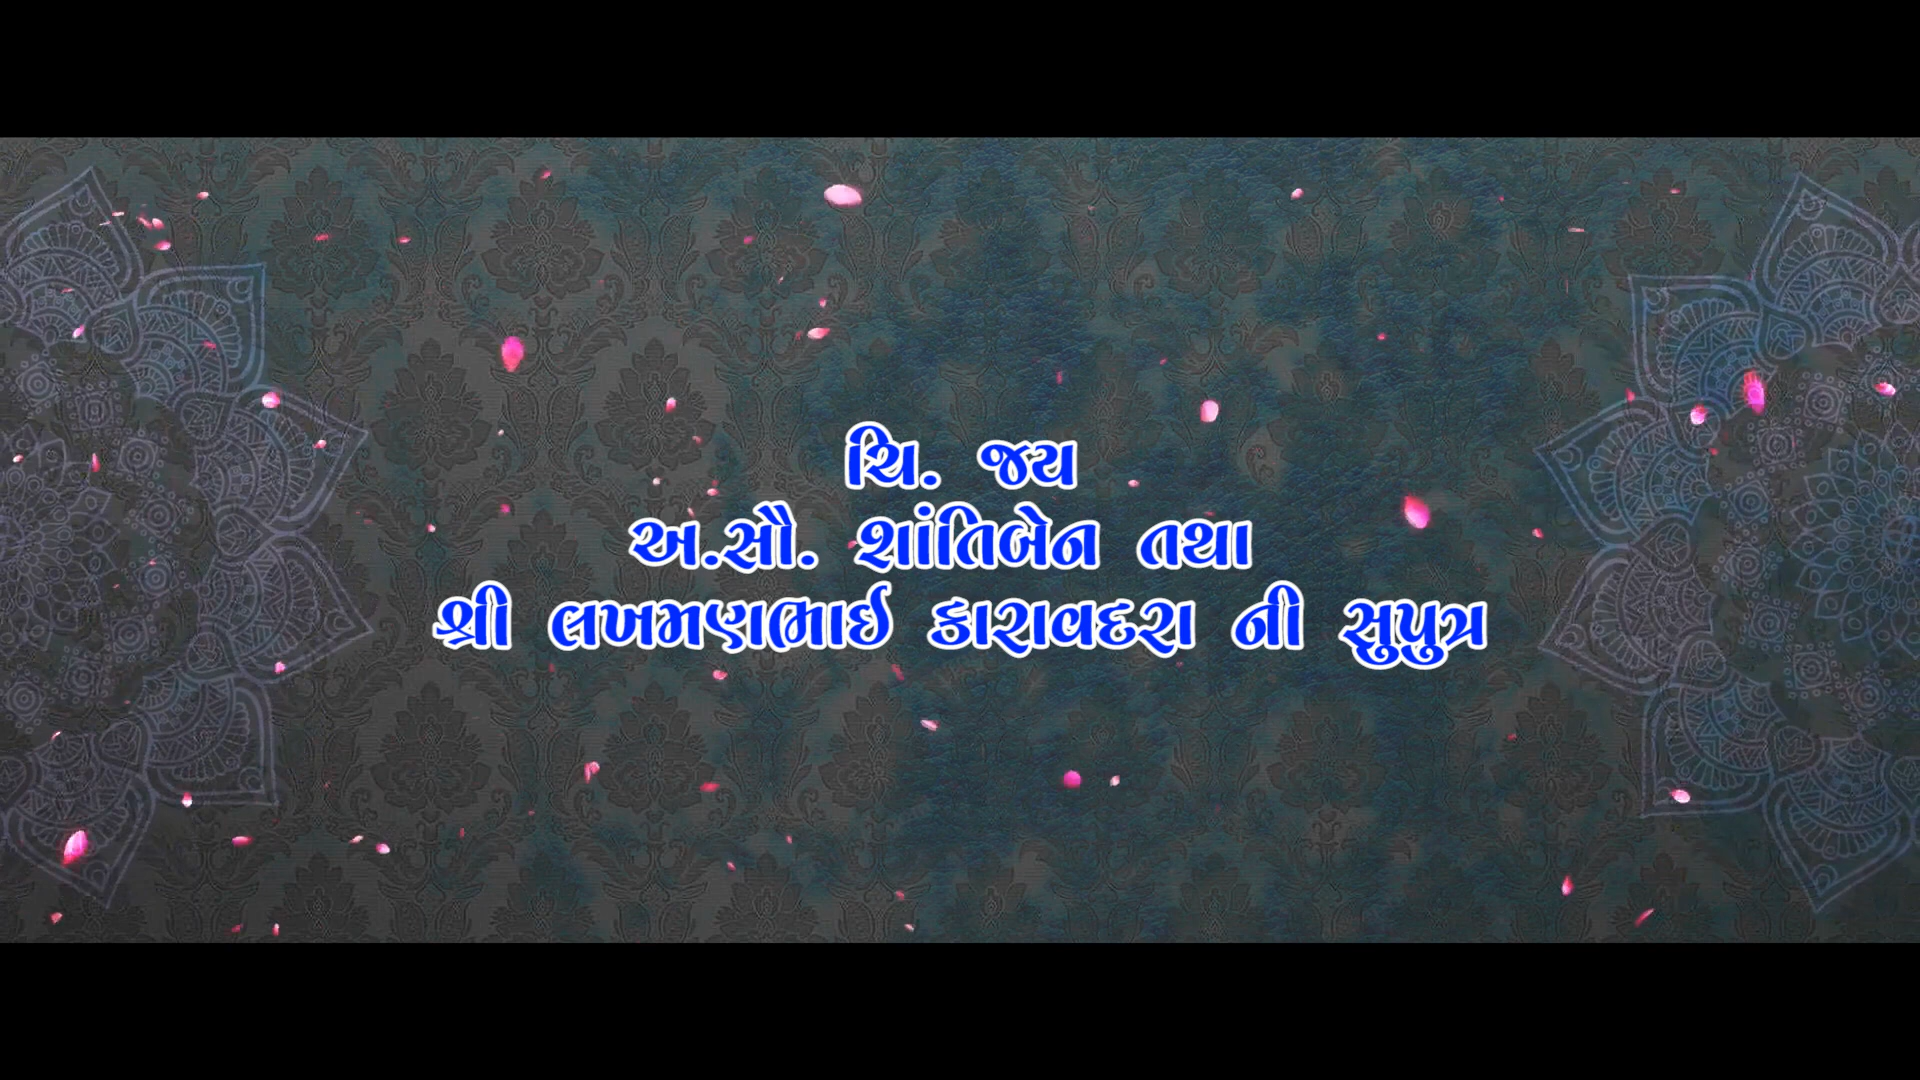 ચિ. જય
અ.સૌ. શાંતિબેન તથા
શ્રી લખમણભાઈ કારાવદરા ની સુપુત્ર